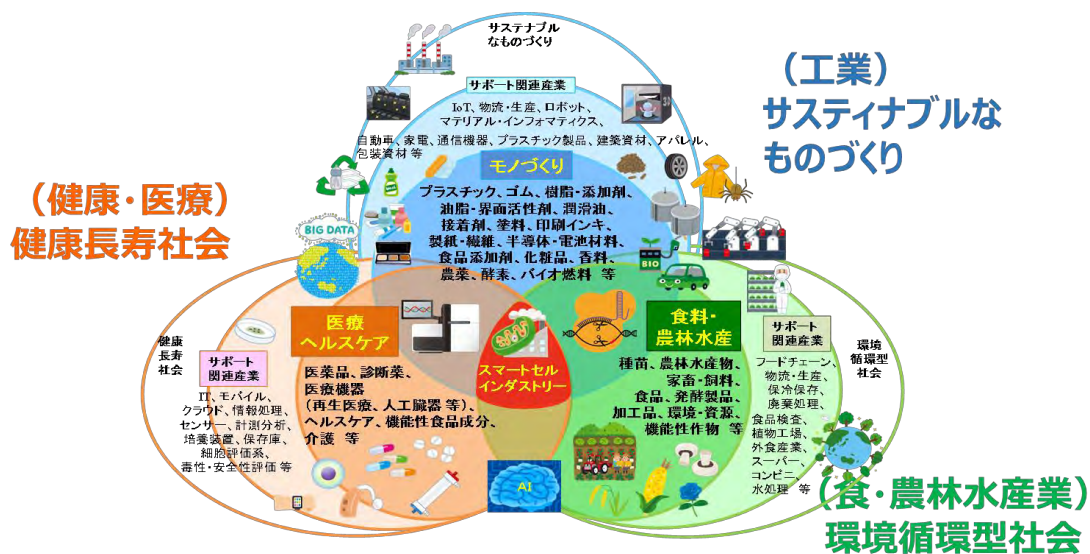 サステナブル
なものづくり
（工業）
サスティナブルな
ものづくり
サポート関連産業
IoT、物流・生産、ロボット、
マテリアル・インフォマティクス、
自動車、家電、通信機器、プラスチック製品、建築資材、アパレル、
包装資材 等
モノづくり
プラスチック、ゴム、樹脂・添加剤、
油脂・界面活性剤、潤滑油、
接着剤、塗料、印刷インキ、
製紙・繊維、半導体・電池材料、
食品添加剤、化粧品、香料、
農薬、酵素、バイオ燃料 等
（健康・医療）
健康長寿社会
BIG DATA
BIO
健康
長寿
社会
サポート
関連産業
IT、モバイル、
クラウド、情報処理、
センサー、計測分析、
培養装置、保存庫、
細胞評価系、
毒性・安全性評価 等
医療
ヘルスケア
医薬品、診断薬、
医療機器
（再生医療、人工臓器 等）、
ヘルスケア、機能性食品成分、
介護 等
スマートセル
インダストリー
AI
食料・
農林水産
種苗、農林水産物、
家畜・飼料、
食品、発酵製品、
加工品、環境・資源、
機能性作物 等
サポート
関連産業
フードチェーン、
物流・生産、
保冷保存、
廃棄処理、
食品検査、
植物工場、
外食産業、
スーパー、
コンビニ、
水処理 等
環境
循環型
社会
（食・農林水産業）
環境循環型社会